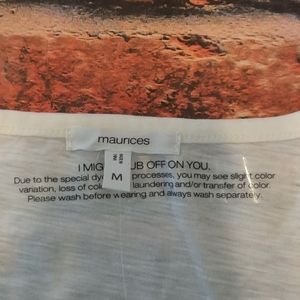 maurices
M
I MIG UB OFF ON YOU.
Due to the special dy processes, you may see slight color
variation, loss of colo laundering and/or transfer of color.
Please wash before wearing and always wash separately.